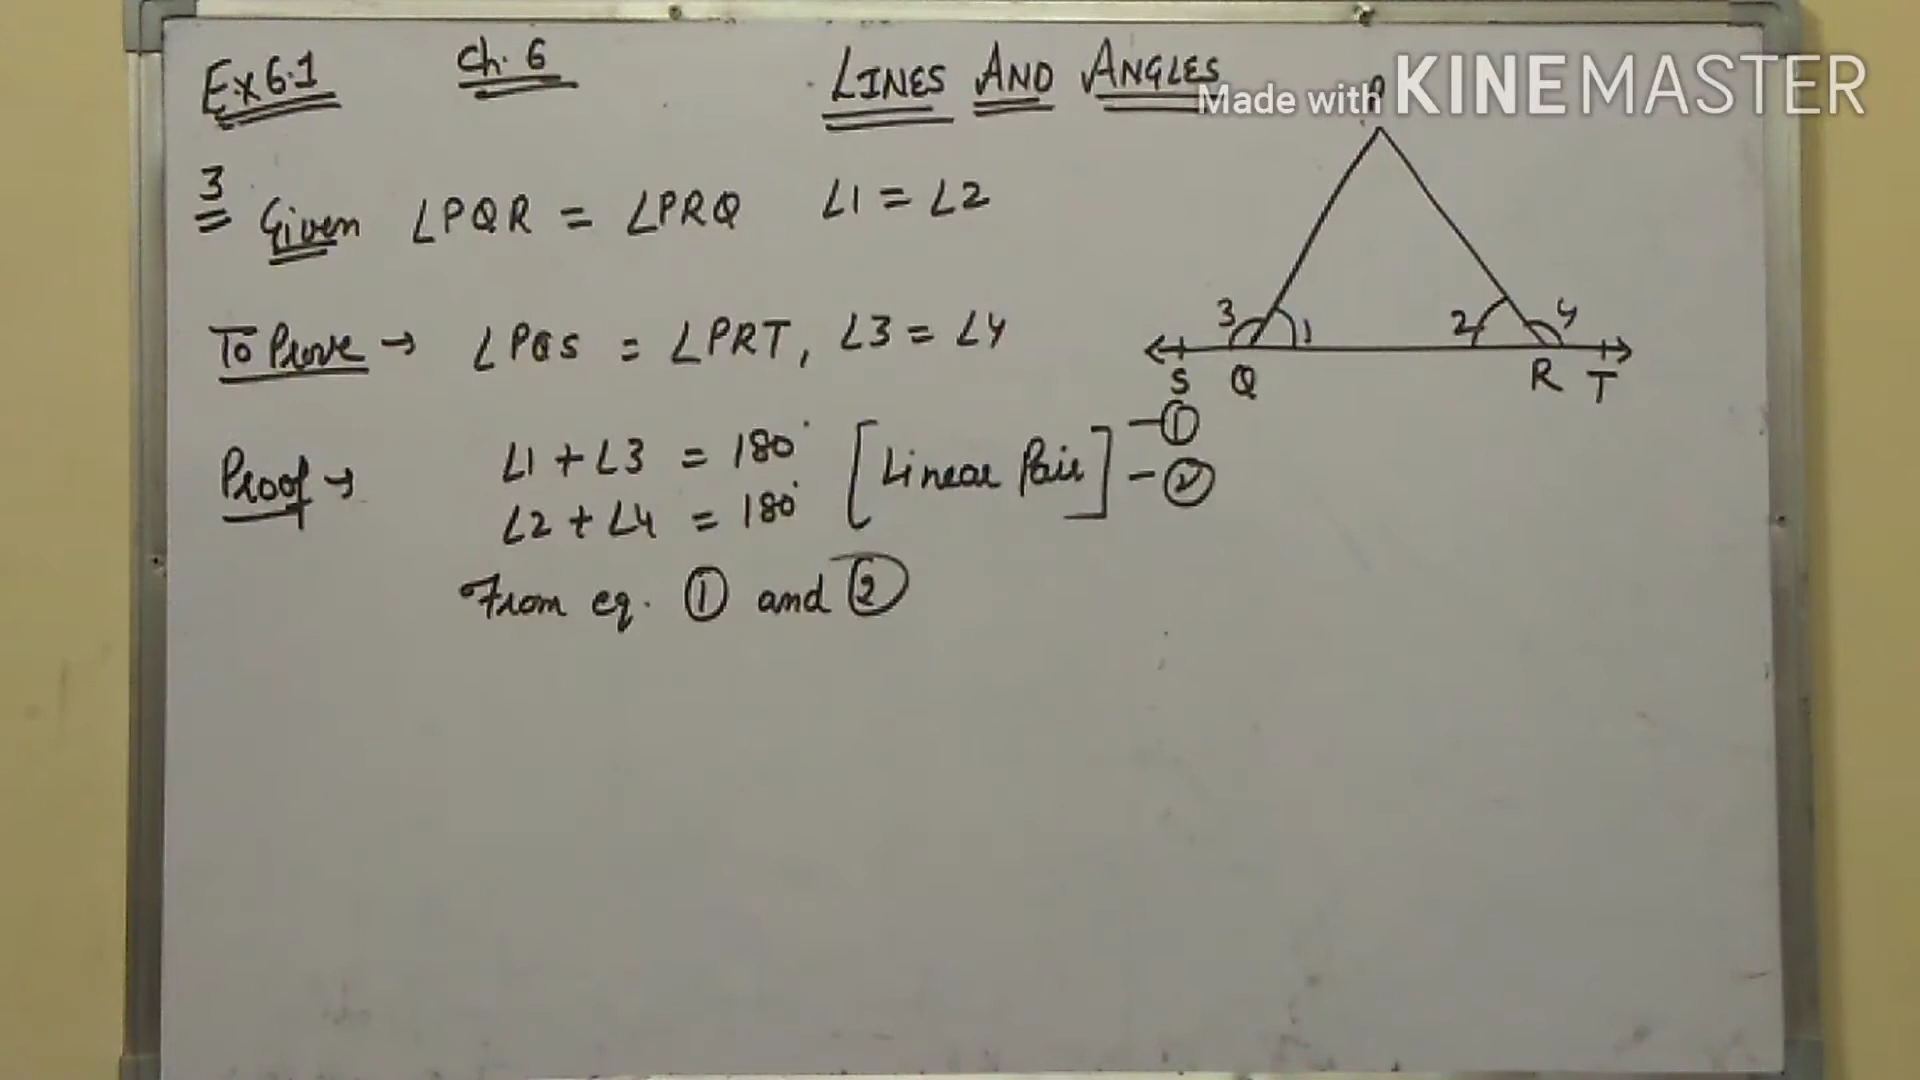 Ex 6.1 Ch. 6 LINES AND ANGLES
Made with KINEMASTER
P
3 Given ∠PQR = ∠PRQ ∠1 = ∠2
To Prove → ∠PQS = ∠PRT, ∠3 = ∠4
3 1 2 4
S Q R T
Proof → ∠1 + ∠3 = 180° [Linear Pair] - ①
∠2 + ∠4 = 180° - ②
From eq. ① and ②